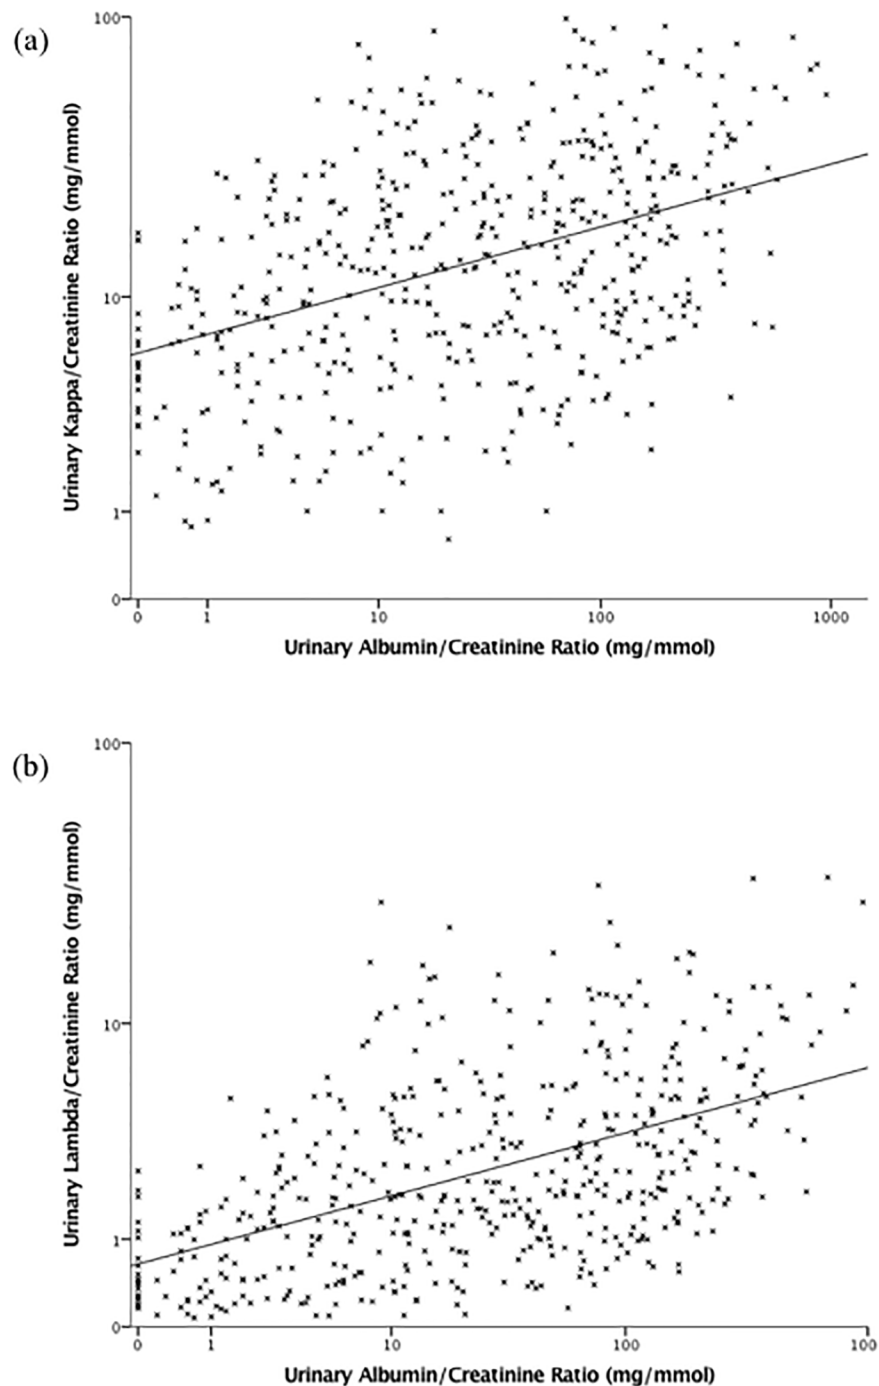 (a)
Urinary Kappa/Creatinine Ratio (mg/mmol)
100
10
1
0
0 1 10 100 1000
Urinary Albumin/Creatinine Ratio (mg/mmol)
(b)
Urinary Lambda/Creatinine Ratio (mg/mmol)
100
10
1
0
0 1 10 100 100
Urinary Albumin/Creatinine Ratio (mg/mmol)